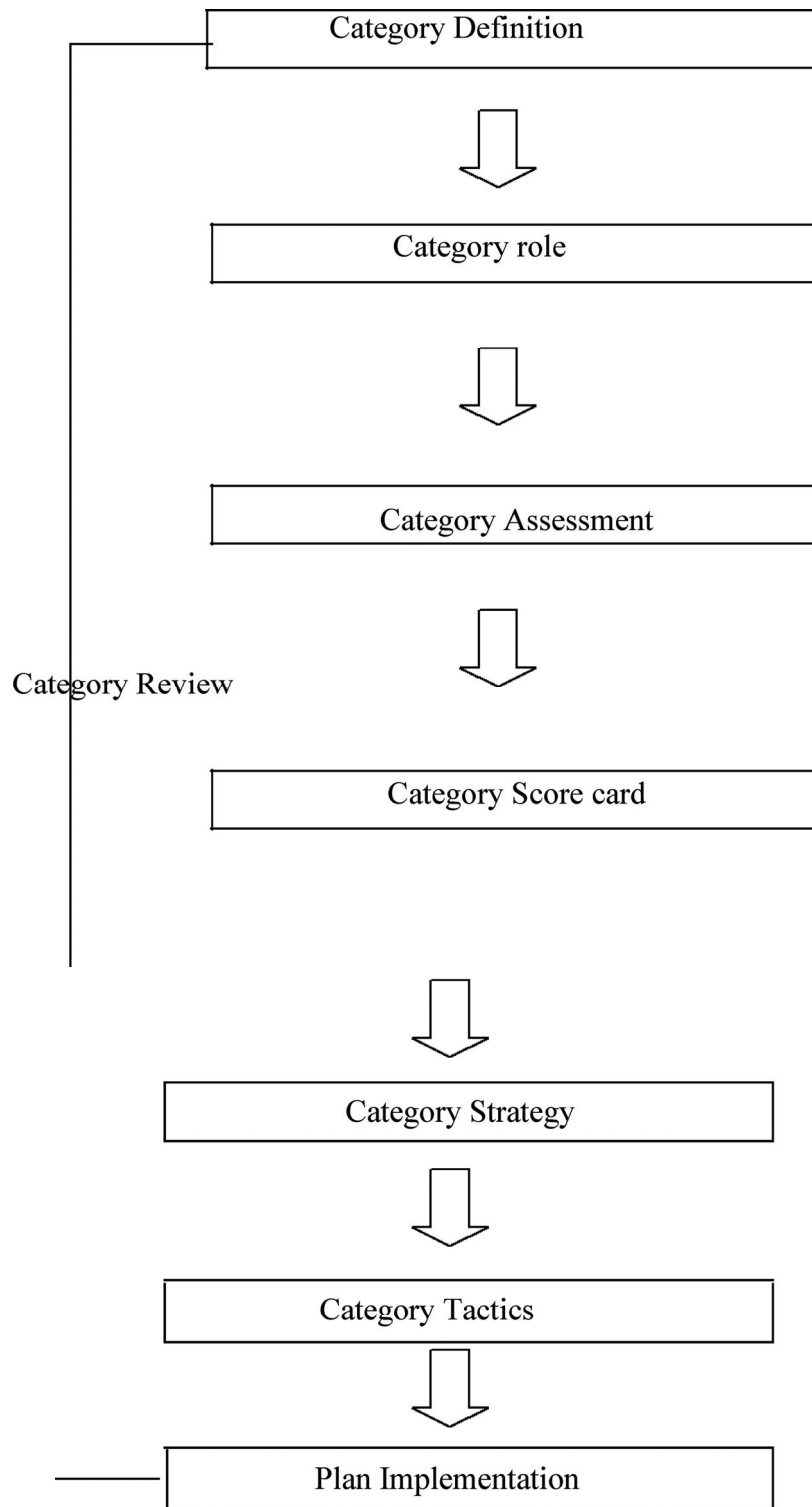 Category Definition
Category role
Category Assessment
Category Review
Category Score card
Category Strategy
Category Tactics
Plan Implementation